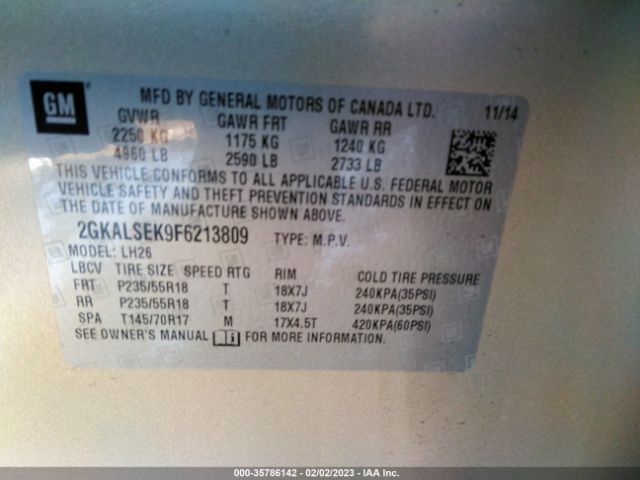 GM
MFD BY GENERAL MOTORS OF CANADA LTD. 11/14
GVWR GAWR FRT GAWR RR
2250 KG 1175 KG 1240 KG
4960 LB 2590 LB 2733 LB
THIS VEHICLE CONFORMS TO ALL APPLICABLE U.S. FEDERAL MOTOR
VEHICLE SAFETY AND THEFT PREVENTION STANDARDS IN EFFECT ON
THE DATE OF MANUFACTURE SHOWN ABOVE.
2GKALSEK9F6213809 TYPE: M.P.V.
MODEL: LH26
LBCV TIRE SIZE SPEED RTG RIM COLD TIRE PRESSURE
FRT P235/55R18 T 18X7J 240KPA(35PSI)
RR P235/55R18 T 18X7J 240KPA(35PSI)
SPA T145/70R17 M 17X4.5T 420KPA(60PSI)
SEE OWNER'S MANUAL FOR MORE INFORMATION.
000-35786142 - 02/02/2023 - IAA Inc.